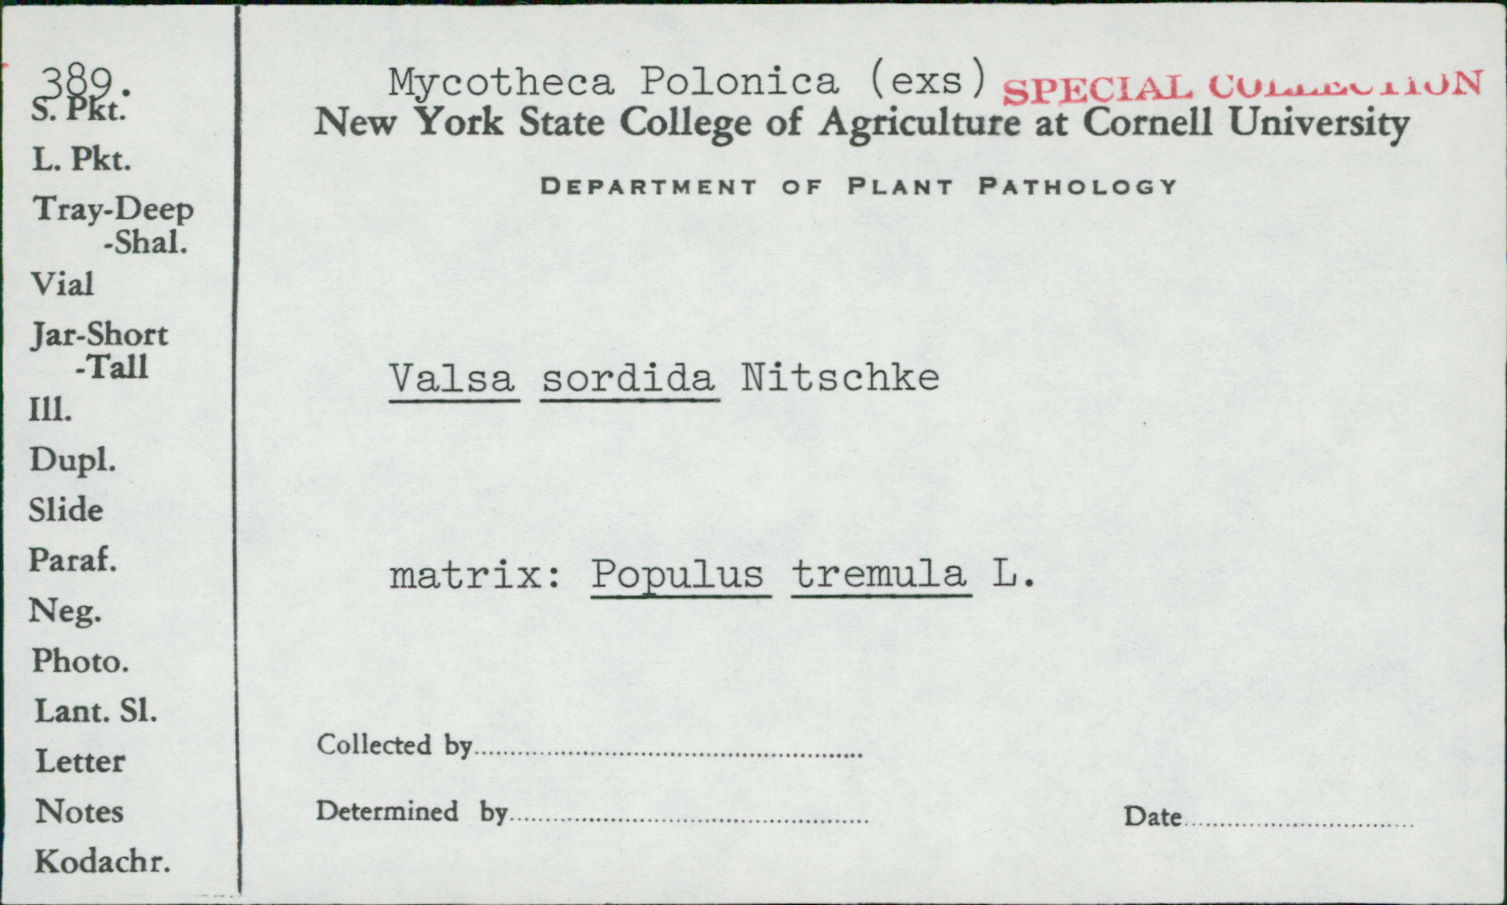 389.
S. Pkt.
L. Pkt.
Tray-Deep
-Shal.
Vial
Jar-Short
-Tall
Ill.
Dupl.
Slide
Paraf.
Neg.
Photo.
Lant. Sl.
Letter
Notes
Kodachr.
Mycotheca Polonica (exs) SPECIAL COLLECTION
New York State College of Agriculture at Cornell University
DEPARTMENT OF PLANT PATHOLOGY
Valsa sordida Nitschke
matrix: Populus tremula L.
Collected by
Determined by
Date